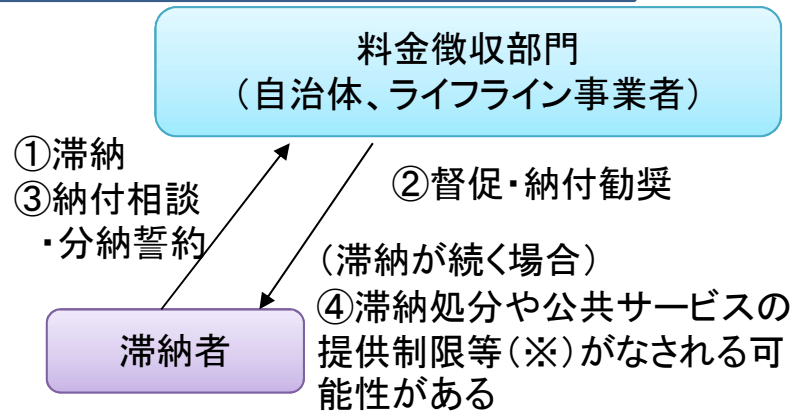 料金徴収部門
（自治体、ライフライン事業者）
①滞納
③納付相談
・分納誓約
②督促・納付勧奨
（滞納が続く場合）
④滞納処分や公共サービスの
提供制限等（※）がなされる可
能性がある
滞納者